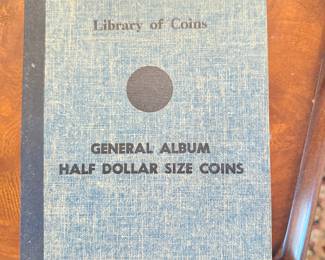 Library of Coins
GENERAL ALBUM
HALF DOLLAR SIZE COINS